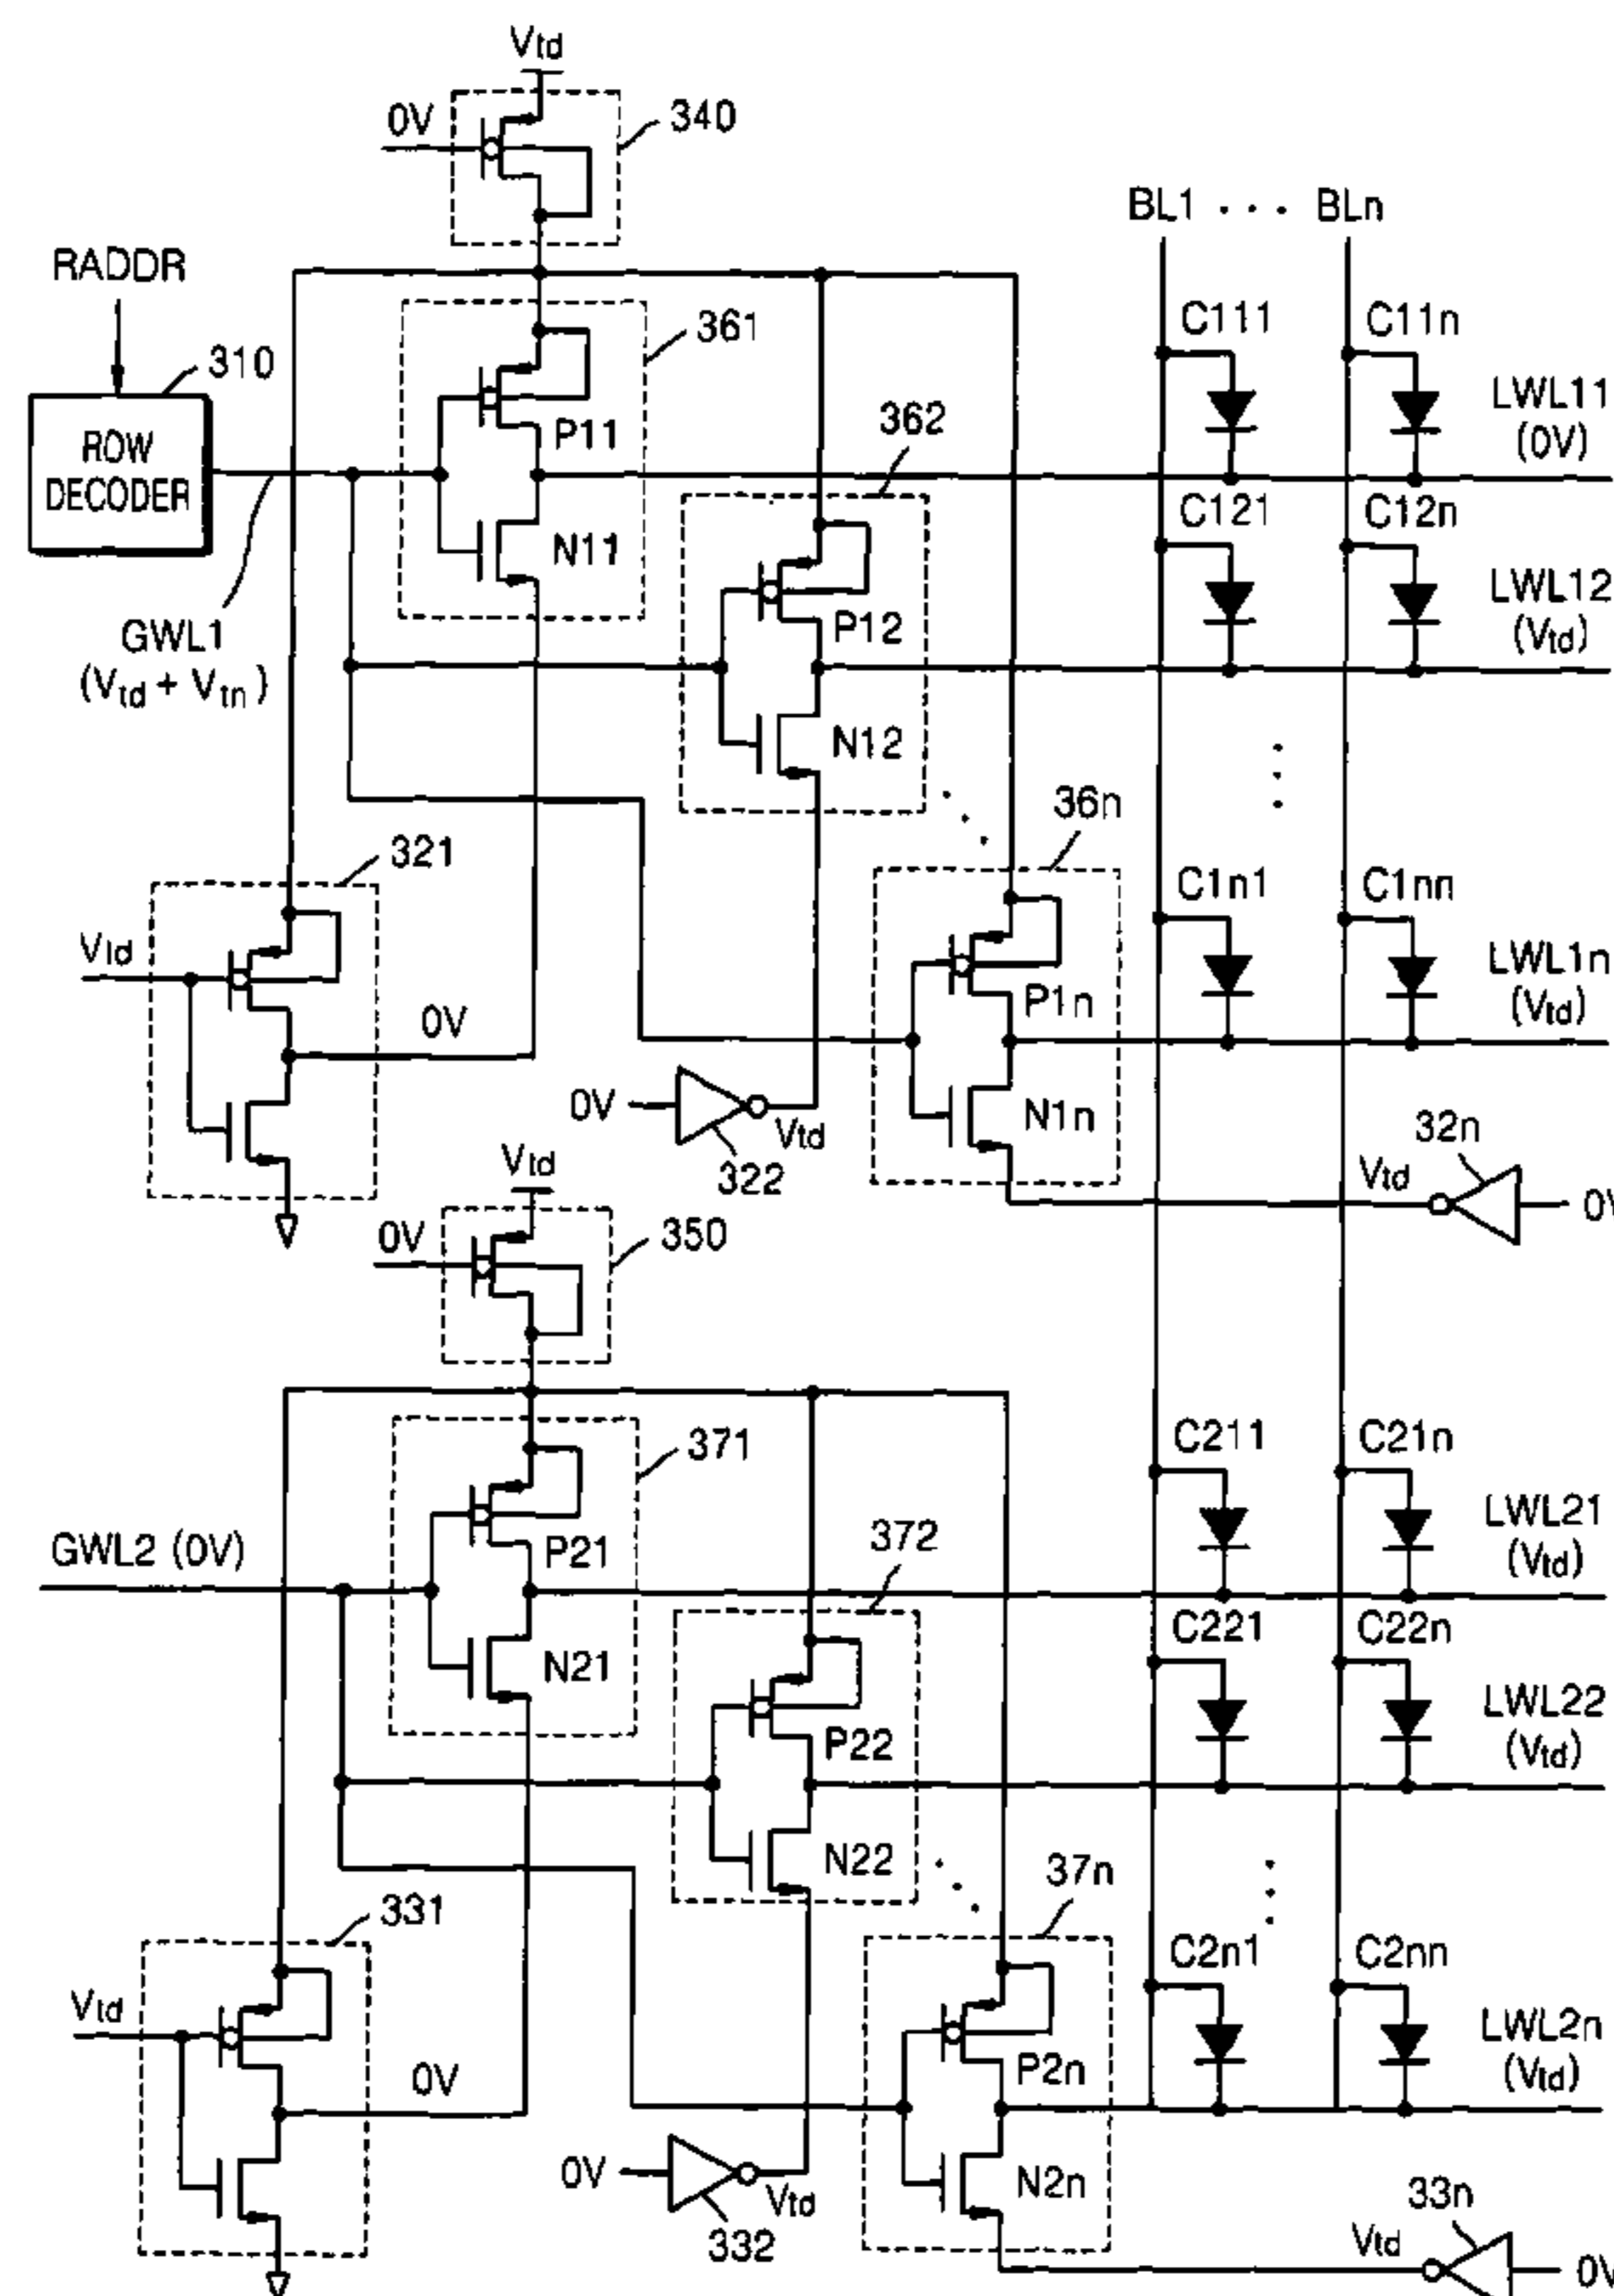 Vtd
0V
340
BL1 · · · BLn
RADDR
C111
C11n
361
310
LWL11
(0V)
ROW
DECODER
P11
362
C121
C12n
N11
LWL12
(Vtd)
GWL1
(Vtd + Vtn)
P12
N12
36n
321
C1n1
C1nn
Vtd
LWL1n
(Vtd)
P1n
0V
0V
Vtd
322
N1n
32n
Vtd
0V
Vtd
0V
350
C211
C21n
371
LWL21
(Vtd)
GWL2 (0V)
P21
372
C221
C22n
N21
LWL22
(Vtd)
P22
N22
37n
331
C2n1
C2nn
Vtd
LWL2n
(Vtd)
P2n
0V
0V
Vtd
332
N2n
33n
Vtd
0V